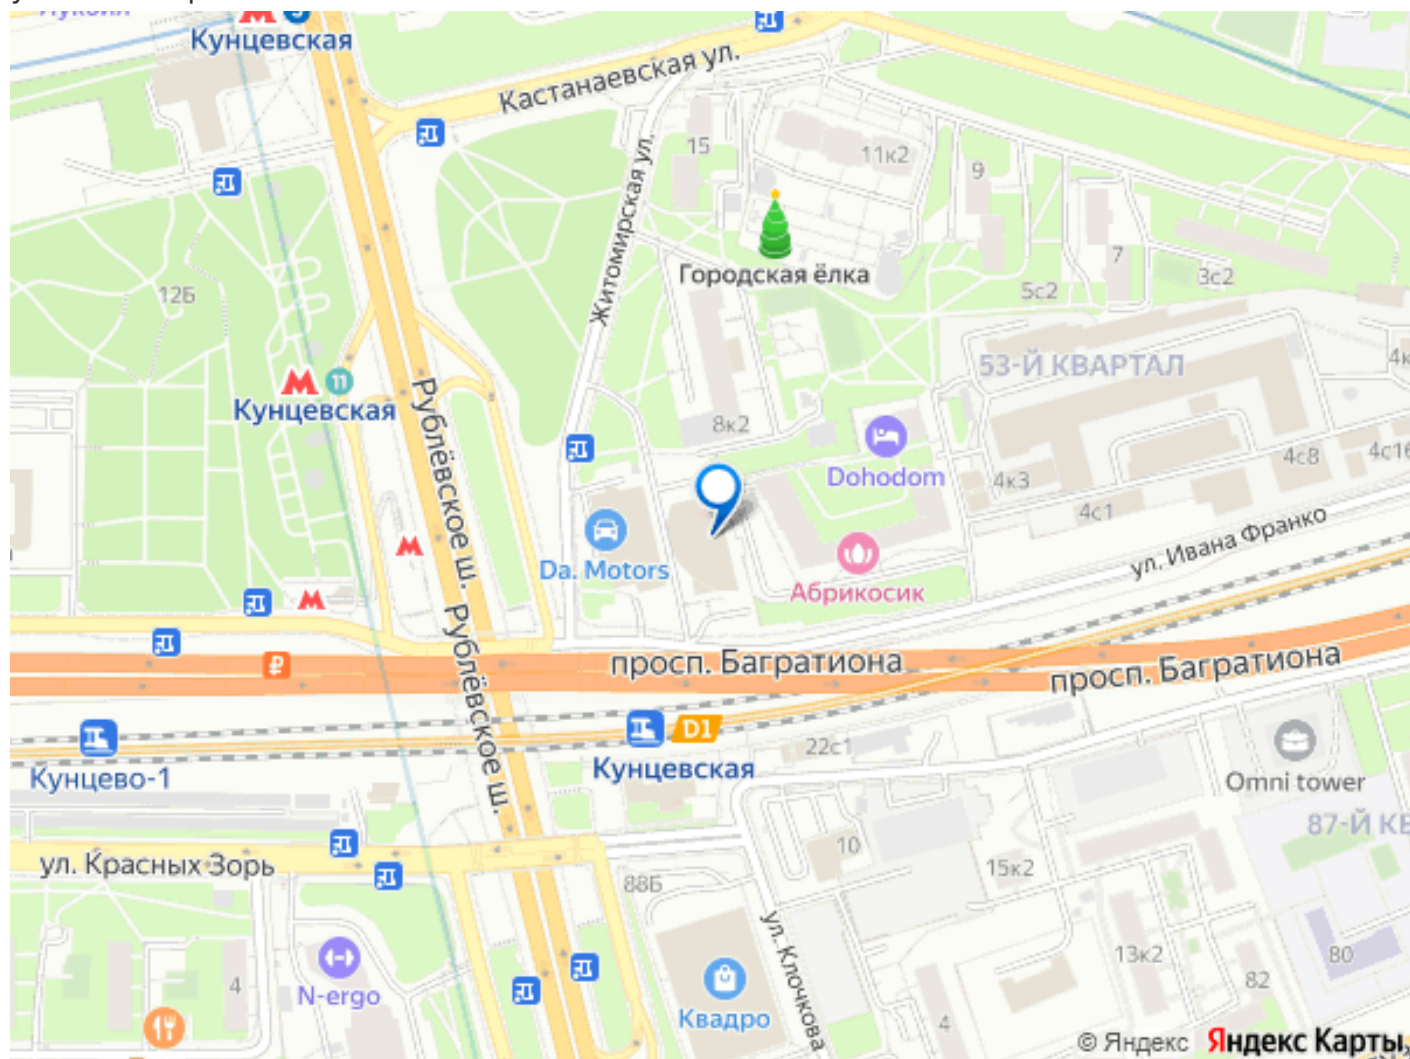 Кунцевская
Кастанаевская ул.
15
11к2
9
Житомирская ул.
7
Городская ёлка
3с2
5с2
12Б
53-Й КВАРТАЛ
4к
11
Кунцевская
Рублёвское ш.
8к2
Dohodom
4с8
4с16
4к3
4с1
ул. Ивана Франко
Da. Motors
Абрикосик
Рублёвское ш.
просп. Багратиона
просп. Багратиона
D1
22с1
Кунцево-1
Кунцевская
Omni tower
87-Й КВ
ул. Красных Зорь
10
15к2
88Б
ул. Клочкова
13к2
80
82
4
N-ergo
Квадро
4
© Яндекс Яндекс Карты,